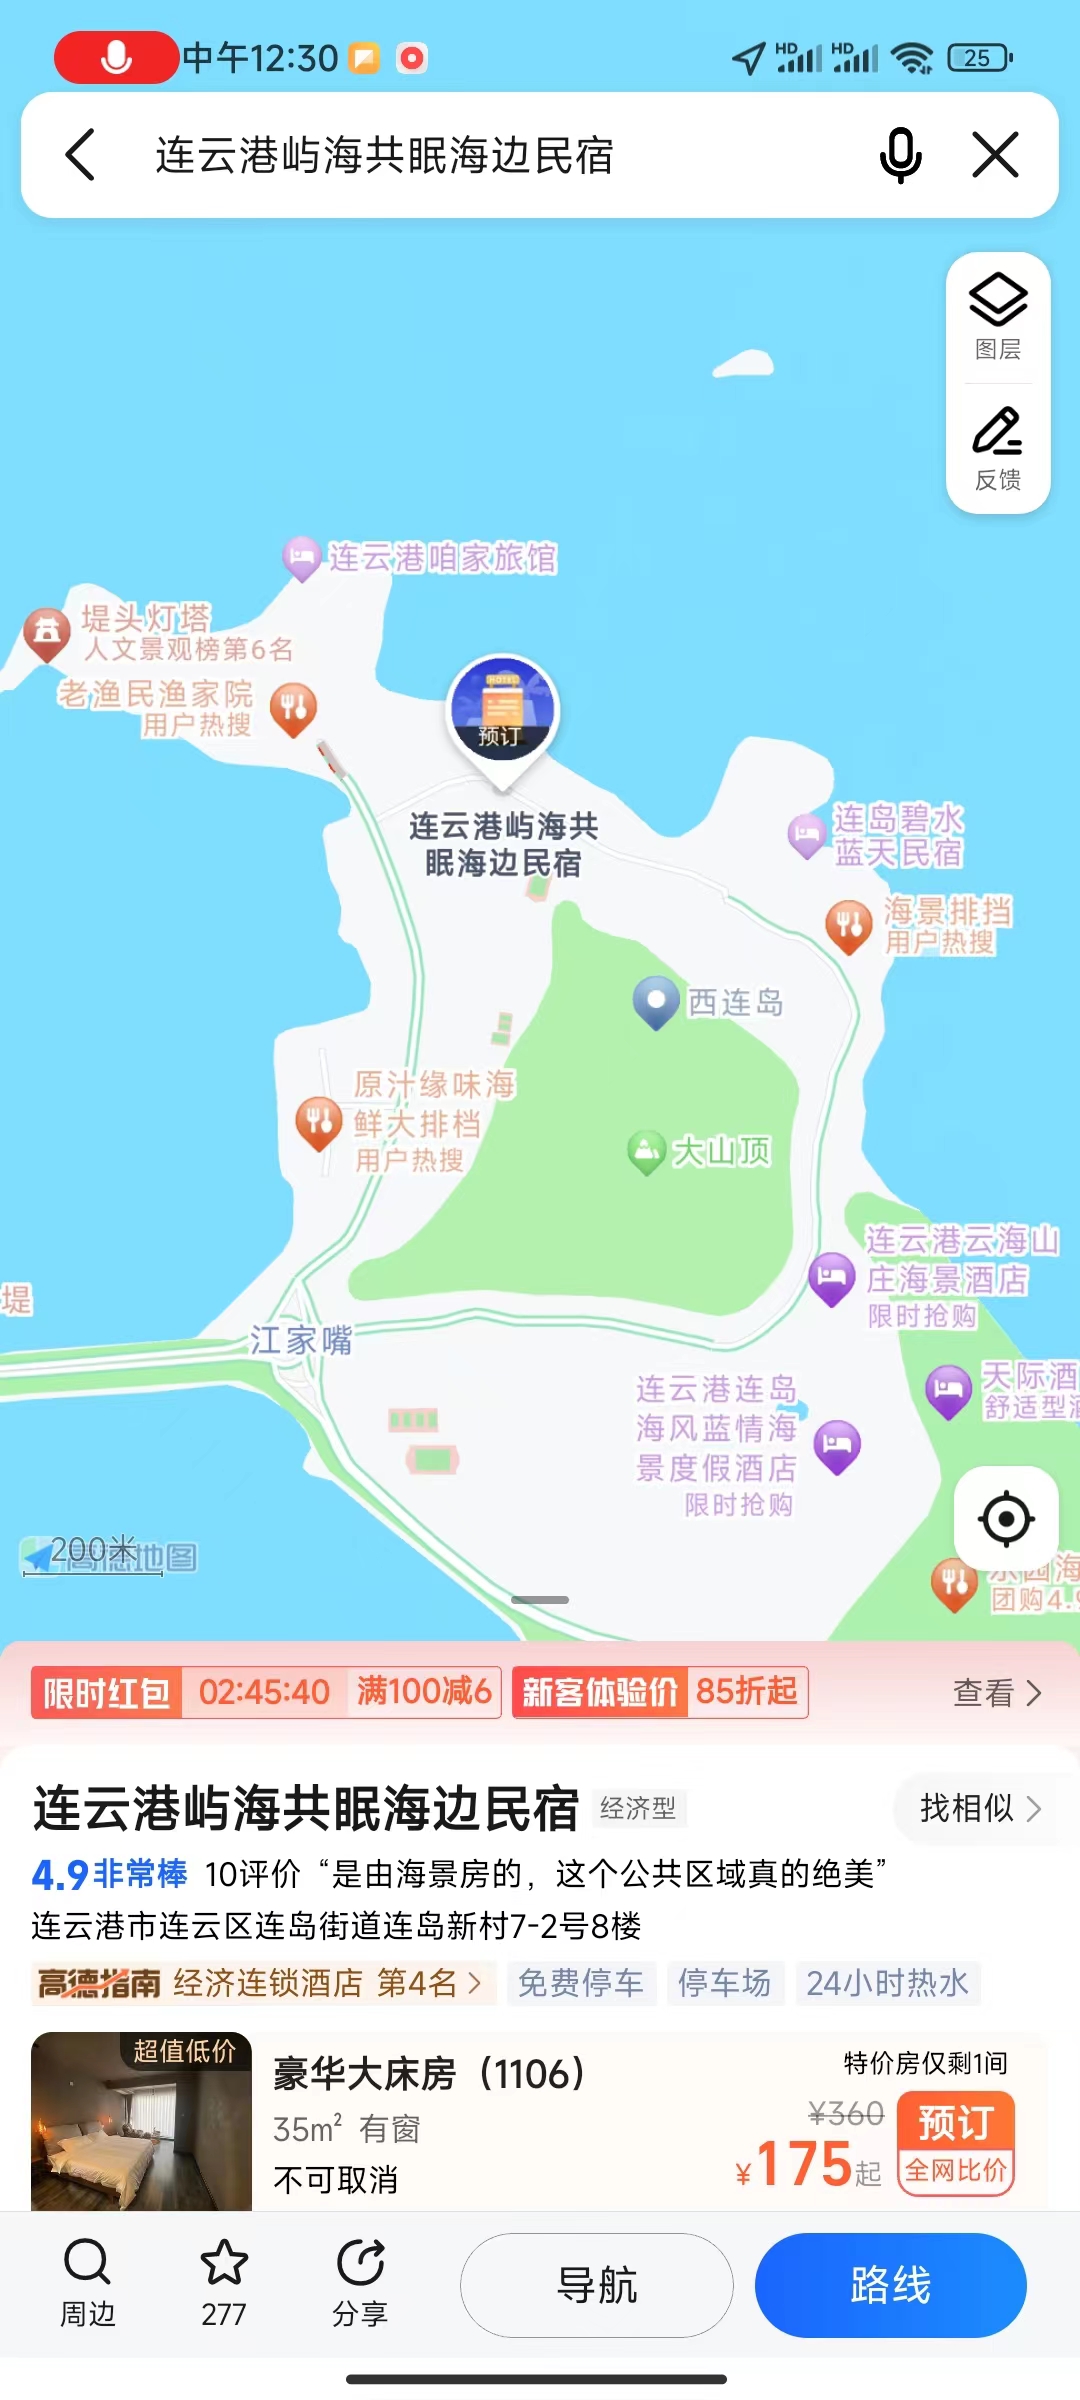 中午12:30
HD HD 25
连云港屿海共眠海边民宿
图层
反馈
连云港咱家旅馆
堤头灯塔
人文景观榜第6名
老渔民渔家院
用户热搜
HOTEL
预订
连云港屿海共
眠海边民宿
连岛碧水
蓝天民宿
海景排挡
用户热搜
西连岛
原汁缘味海
鲜大排档
用户热搜
大山顶
连云港云海山
庄海景酒店
限时抢购
堤
江家嘴
天际酒
舒适型
连云港连岛
海风蓝情海
景度假酒店
限时抢购
200米
高德地图
团购4.9
限时红包 02:45:40 满100减6 新客体验价 85折起 查看
连云港屿海共眠海边民宿 经济型 找相似
4.9非常棒 10评价 “是由海景房的，这个公共区域真的绝美”
连云港市连云区连岛街道连岛新村7-2号8楼
高德指南 经济连锁酒店 第4名 免费停车 停车场 24小时热水
超值低价
豪华大床房（1106）
特价房仅剩1间
35m² 有窗
¥360
预订
不可取消
¥175起
全网比价
周边 277 分享 导航 路线